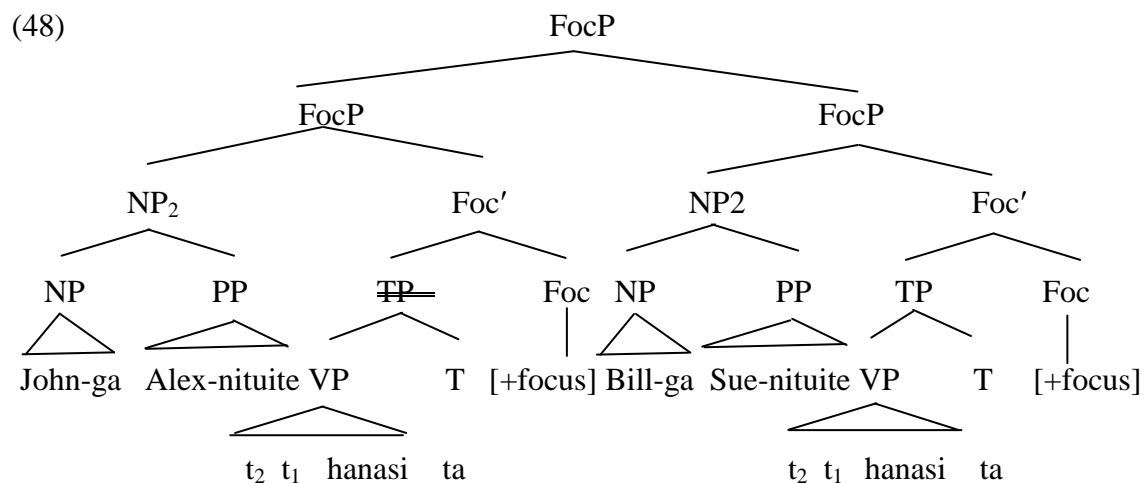 (48) FocP
FocP FocP
NP₂ Foc′ NP2 Foc′
NP PP TP Foc NP PP TP Foc
John-ga Alex-nituite VP T [+focus] Bill-ga Sue-nituite VP T [+focus]
t₂ t₁ hanasi ta t₂ t₁ hanasi ta